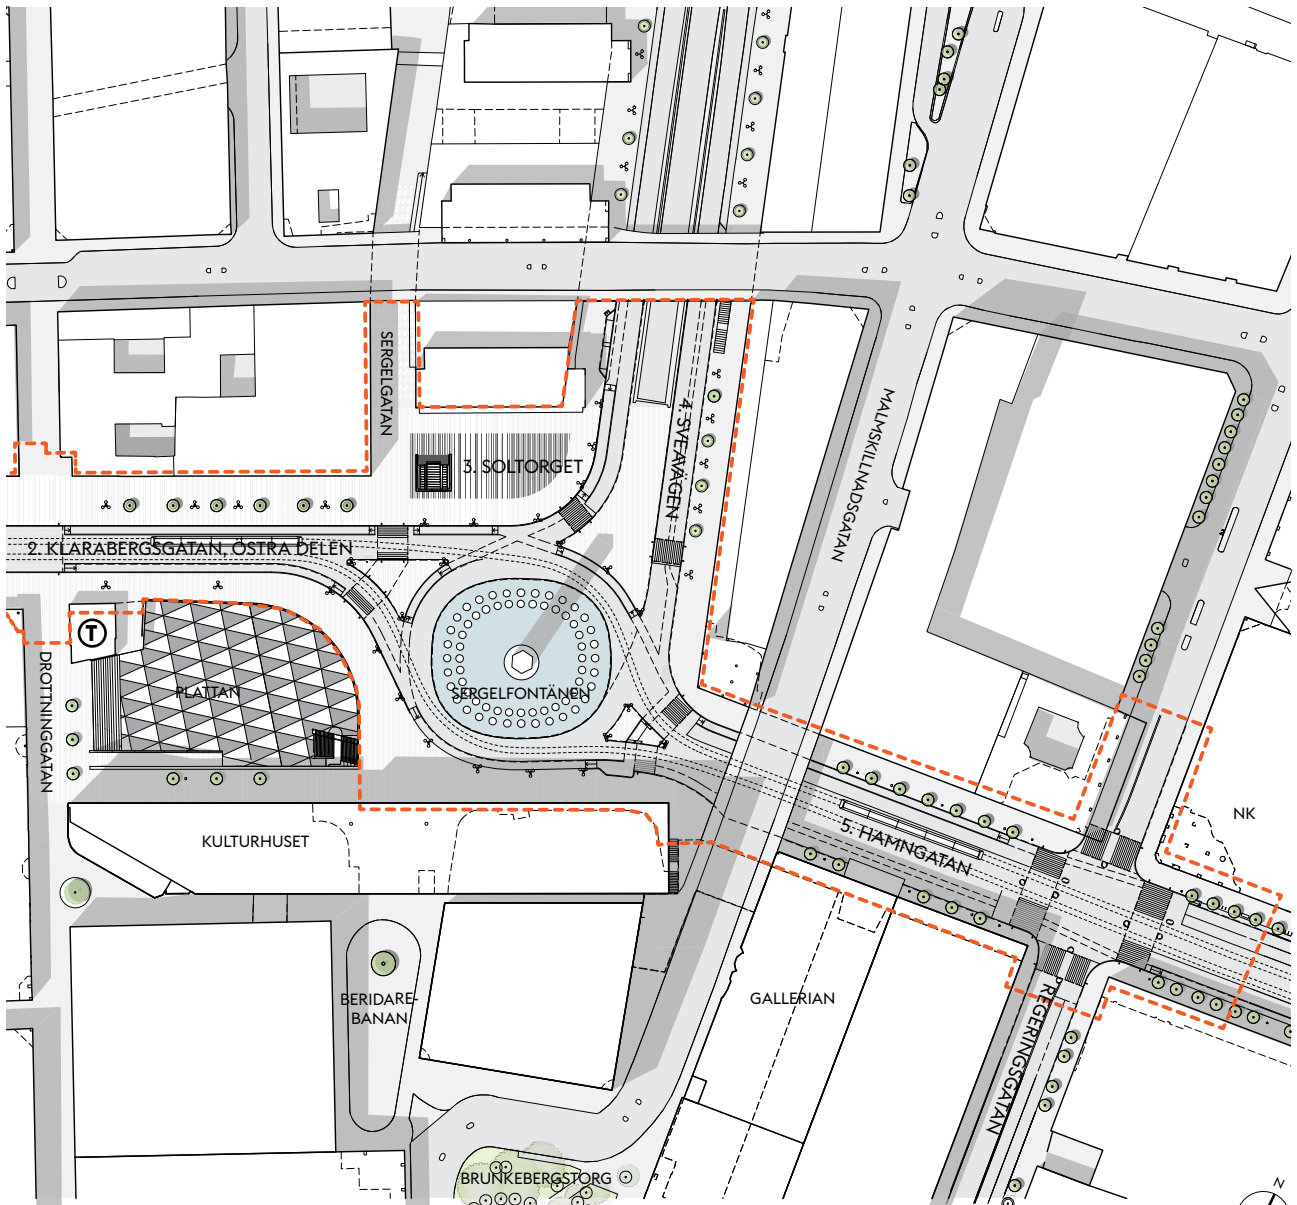 SERGELGATAN
MALMSKILLNADSGATAN
4. SVEAVÄGEN
3. SOLTORGET
2. KLARABERGSGATAN, ÖSTRA DELEN
T
DROTTNINGGATAN
PLATTAN
SERGELFONTÄNEN
KULTURHUSET
5. HAMNGATAN
NK
BERIDARE-
BANAN
GALLERIAN
REGERINGSGATAN
BRUNKEBERGSTORG
N